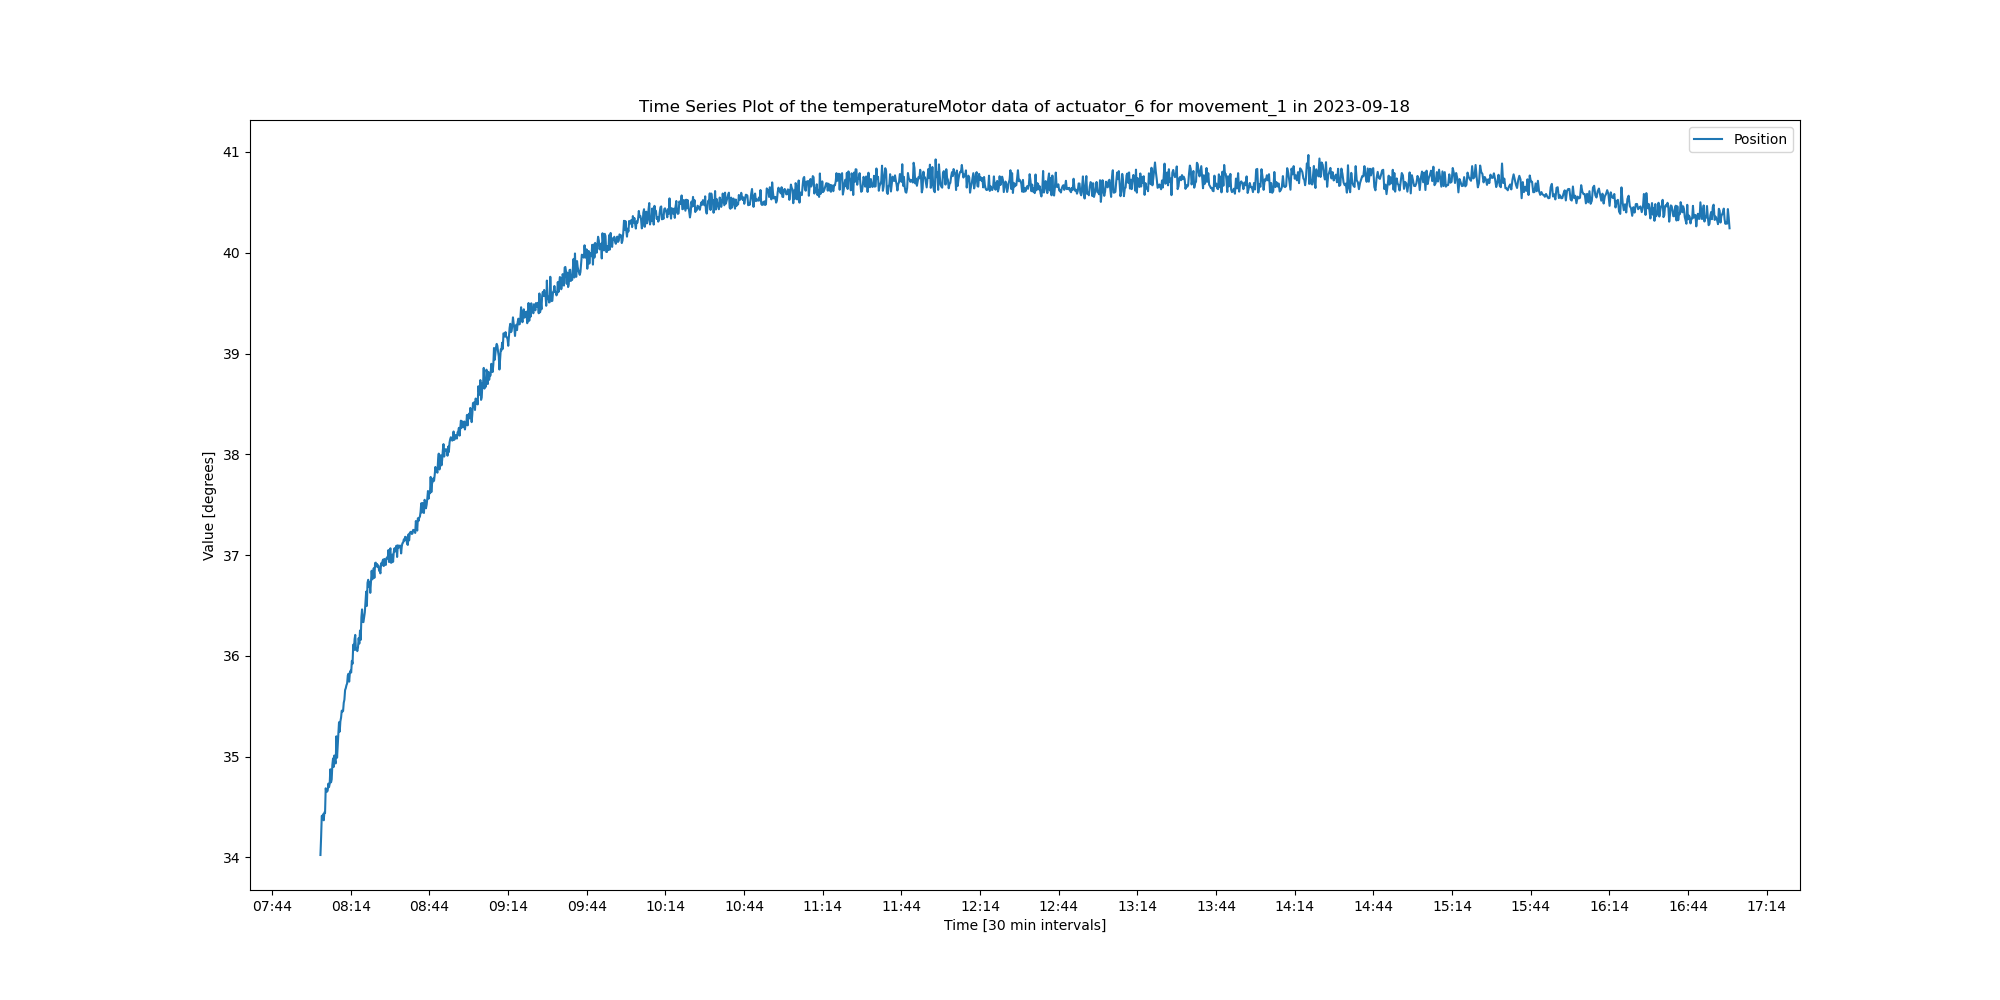 Time Series Plot of the temperatureMotor data of actuator_6 for movement_1 in 2023-09-18
Position
Value [degrees]
41
40
39
38
37
36
35
34
07:44 08:14 08:44 09:14 09:44 10:14 10:44 11:14 11:44 12:14 12:44 13:14 13:44 14:14 14:44 15:14 15:44 16:14 16:44 17:14
Time [30 min intervals]